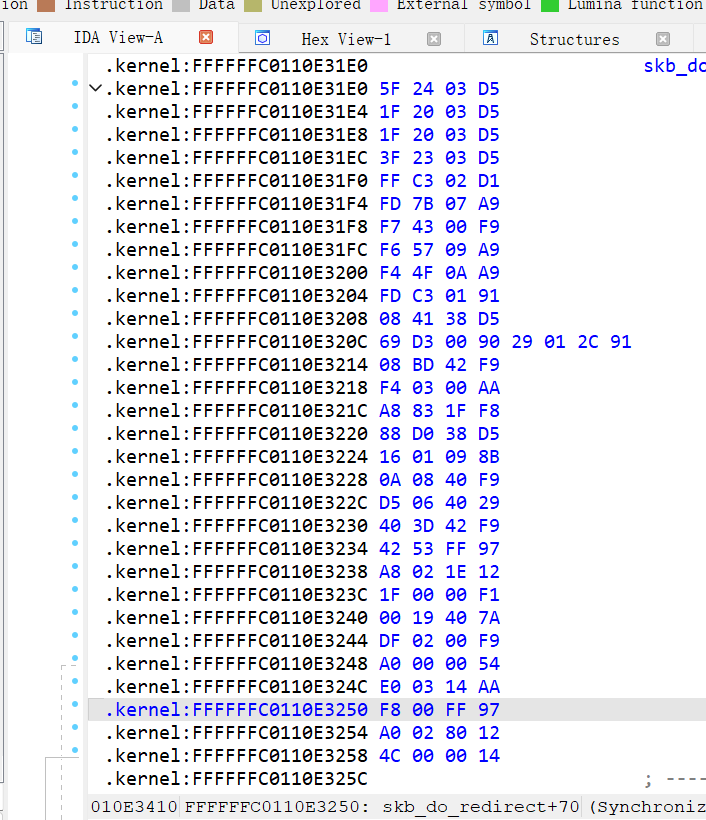 ion Instruction Data Unexplored External symbol Lumina function
IDA View-A Hex View-1 Structures
.kernel:FFFFFFC0110E31E0 skb_do
.kernel:FFFFFFC0110E31E0 5F 24 03 D5
.kernel:FFFFFFC0110E31E4 1F 20 03 D5
.kernel:FFFFFFC0110E31E8 1F 20 03 D5
.kernel:FFFFFFC0110E31EC 3F 23 03 D5
.kernel:FFFFFFC0110E31F0 FF C3 02 D1
.kernel:FFFFFFC0110E31F4 FD 7B 07 A9
.kernel:FFFFFFC0110E31F8 F7 43 00 F9
.kernel:FFFFFFC0110E31FC F6 57 09 A9
.kernel:FFFFFFC0110E3200 F4 4F 0A A9
.kernel:FFFFFFC0110E3204 FD C3 01 91
.kernel:FFFFFFC0110E3208 08 41 38 D5
.kernel:FFFFFFC0110E320C 69 D3 00 90 29 01 2C 91
.kernel:FFFFFFC0110E3214 08 BD 42 F9
.kernel:FFFFFFC0110E3218 F4 03 00 AA
.kernel:FFFFFFC0110E321C A8 83 1F F8
.kernel:FFFFFFC0110E3220 88 D0 38 D5
.kernel:FFFFFFC0110E3224 16 01 09 8B
.kernel:FFFFFFC0110E3228 0A 08 40 F9
.kernel:FFFFFFC0110E322C D5 06 40 29
.kernel:FFFFFFC0110E3230 40 3D 42 F9
.kernel:FFFFFFC0110E3234 42 53 FF 97
.kernel:FFFFFFC0110E3238 A8 02 1E 12
.kernel:FFFFFFC0110E323C 1F 00 00 F1
.kernel:FFFFFFC0110E3240 00 19 40 7A
.kernel:FFFFFFC0110E3244 DF 02 00 F9
.kernel:FFFFFFC0110E3248 A0 00 00 54
.kernel:FFFFFFC0110E324C E0 03 14 AA
.kernel:FFFFFFC0110E3250 F8 00 FF 97
.kernel:FFFFFFC0110E3254 A0 02 80 12
.kernel:FFFFFFC0110E3258 4C 00 00 14
.kernel:FFFFFFC0110E325C ; ----
010E3410 FFFFFFC0110E3250: skb_do_redirect+70 (Synchroniz